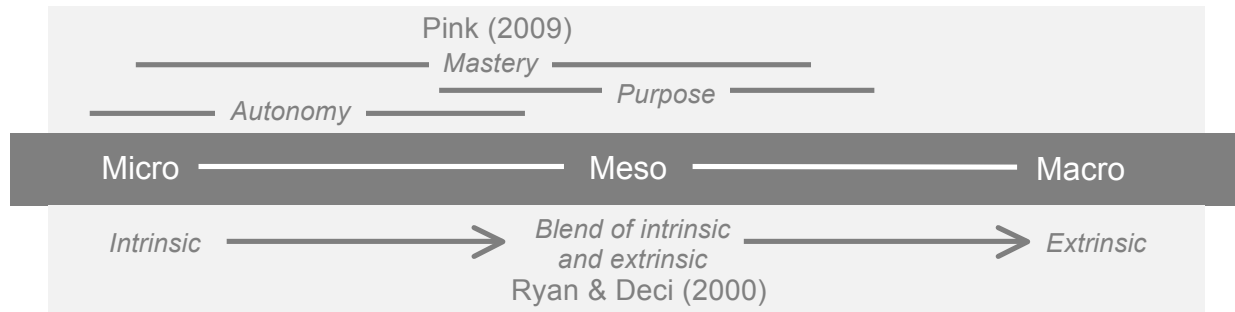 Pink (2009)
Mastery
Purpose
Autonomy
Micro Meso Macro
Intrinsic Blend of intrinsic and extrinsic Extrinsic
Ryan & Deci (2000)